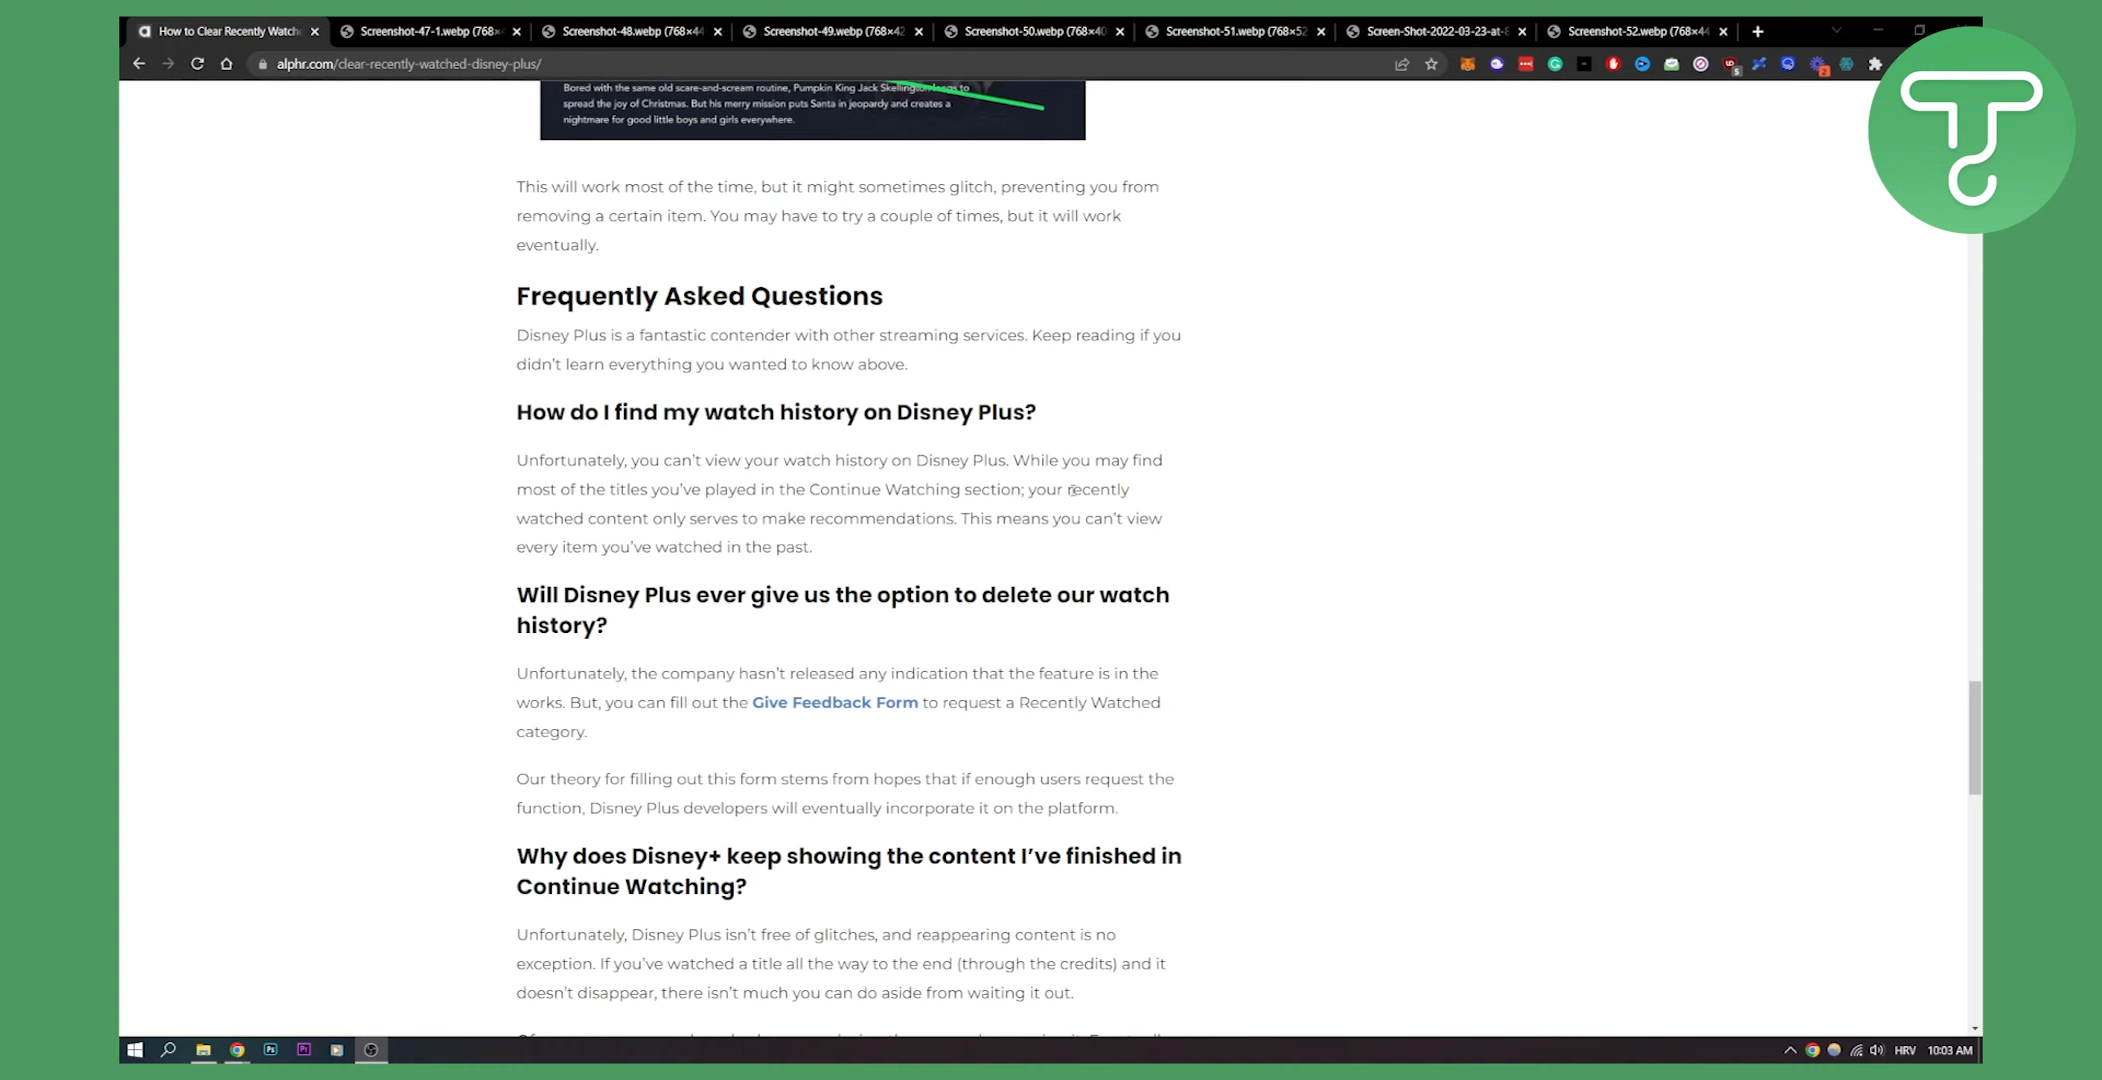 How to Clear Recently Watche
Screenshot-47-1.webp (768×
Screenshot-48.webp (768×44
Screenshot-49.webp (768×42
Screenshot-50.webp (768×40
Screenshot-51.webp (768×52
Screen-Shot-2022-03-23-at-8
Screenshot-52.webp (768×44
alphr.com/clear-recently-watched-disney-plus/
Bored with the same old scare-and-scream routine, Pumpkin King Jack Skellington longs to
spread the joy of Christmas. But his merry mission puts Santa in jeopardy and creates a
nightmare for good little boys and girls everywhere.
This will work most of the time, but it might sometimes glitch, preventing you from
removing a certain item. You may have to try a couple of times, but it will work
eventually.
Frequently Asked Questions
Disney Plus is a fantastic contender with other streaming services. Keep reading if you
didn't learn everything you wanted to know above.
How do I find my watch history on Disney Plus?
Unfortunately, you can't view your watch history on Disney Plus. While you may find
most of the titles you've played in the Continue Watching section; your recently
watched content only serves to make recommendations. This means you can't view
every item you've watched in the past.
Will Disney Plus ever give us the option to delete our watch
history?
Unfortunately, the company hasn't released any indication that the feature is in the
works. But, you can fill out the Give Feedback Form to request a Recently Watched
category.
Our theory for filling out this form stems from hopes that if enough users request the
function, Disney Plus developers will eventually incorporate it on the platform.
Why does Disney+ keep showing the content I've finished in
Continue Watching?
Unfortunately, Disney Plus isn't free of glitches, and reappearing content is no
exception. If you've watched a title all the way to the end (through the credits) and it
doesn't disappear, there isn't much you can do aside from waiting it out.
HRV
10:03 AM